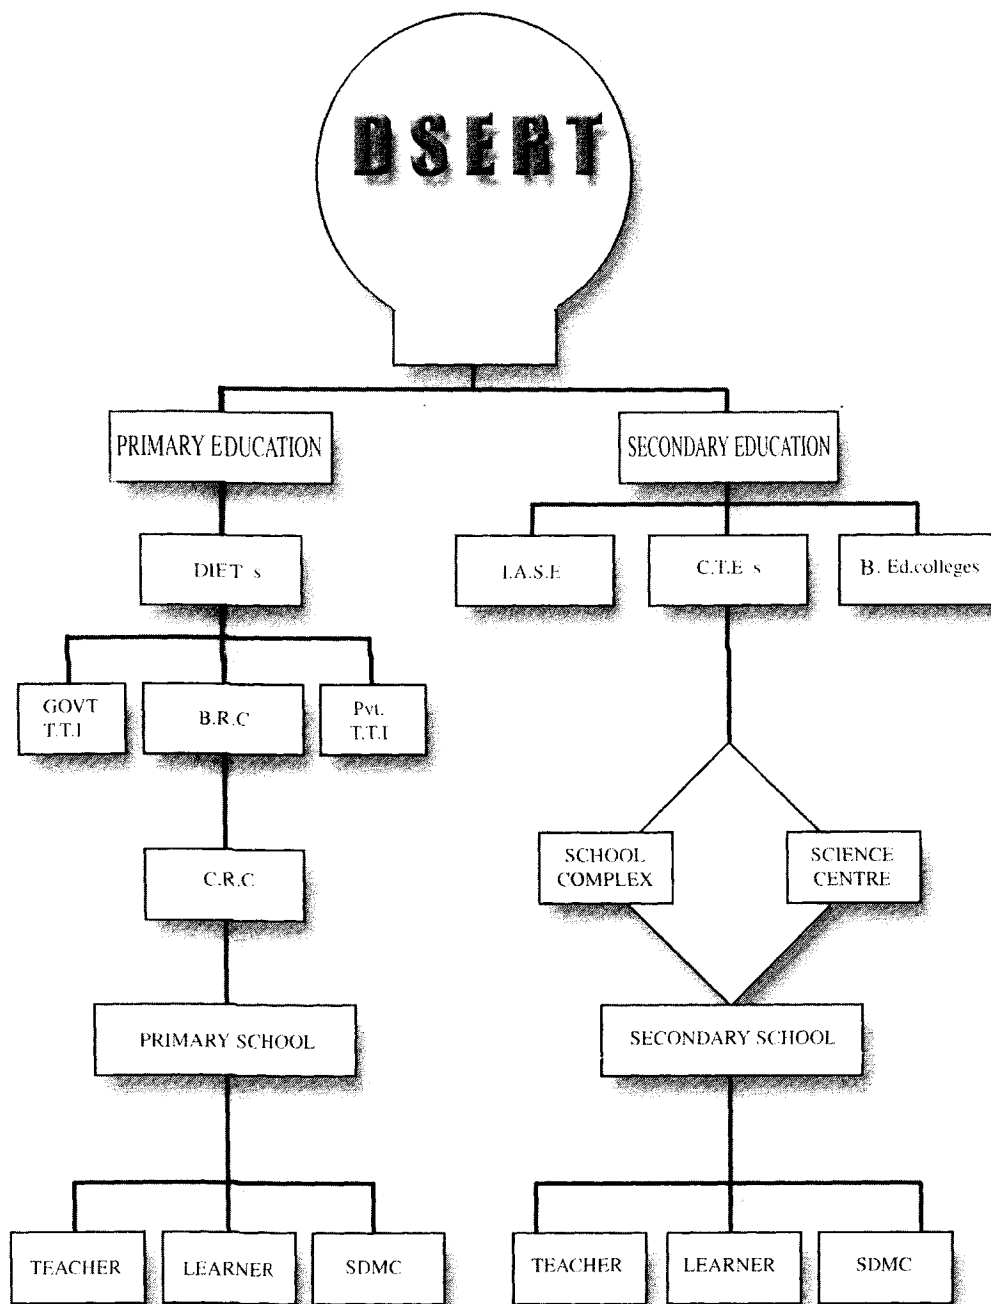 DSERT
PRIMARY EDUCATION
SECONDARY EDUCATION
DIET s
I.A.S.E
C.T.E s
B. Ed.colleges
GOVT
T.T.I
B.R.C
Pvt.
T.T.I
SCHOOL
COMPLEX
SCIENCE
CENTRE
C.R.C
PRIMARY SCHOOL
SECONDARY SCHOOL
TEACHER
LEARNER
SDMC
TEACHER
LEARNER
SDMC